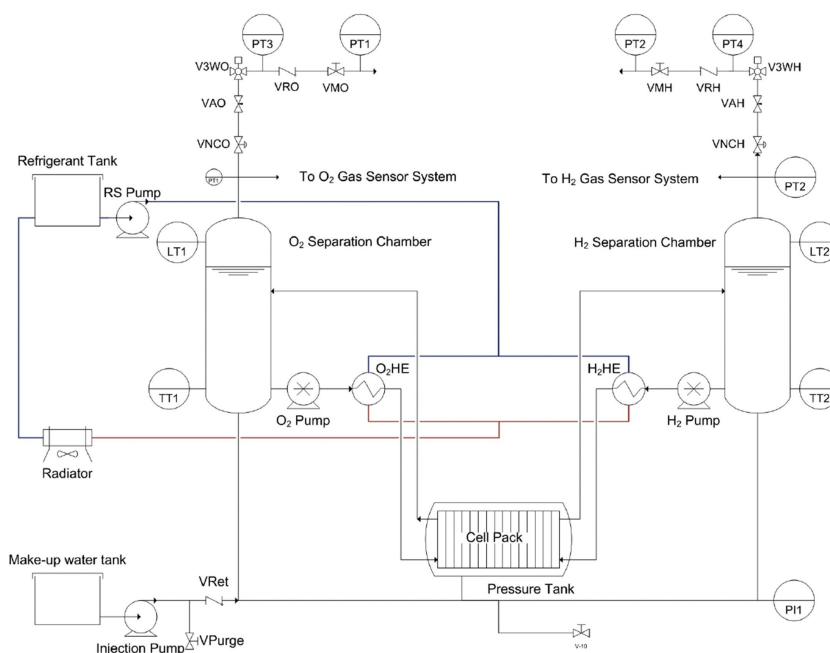 PT3
PT1
PT2
PT4
V3WO
VRO
VMO
VMH
VRH
V3WH
VAO
VAH
VNCO
VNCH
Refrigerant Tank
RS Pump
PT1
To O2 Gas Sensor System
To H2 Gas Sensor System
PT2
LT1
O2 Separation Chamber
H2 Separation Chamber
LT2
TT1
O2HE
H2HE
TT2
O2 Pump
H2 Pump
Radiator
Cell Pack
Make-up water tank
VRet
Pressure Tank
PI1
Injection Pump
VPurge
V-10